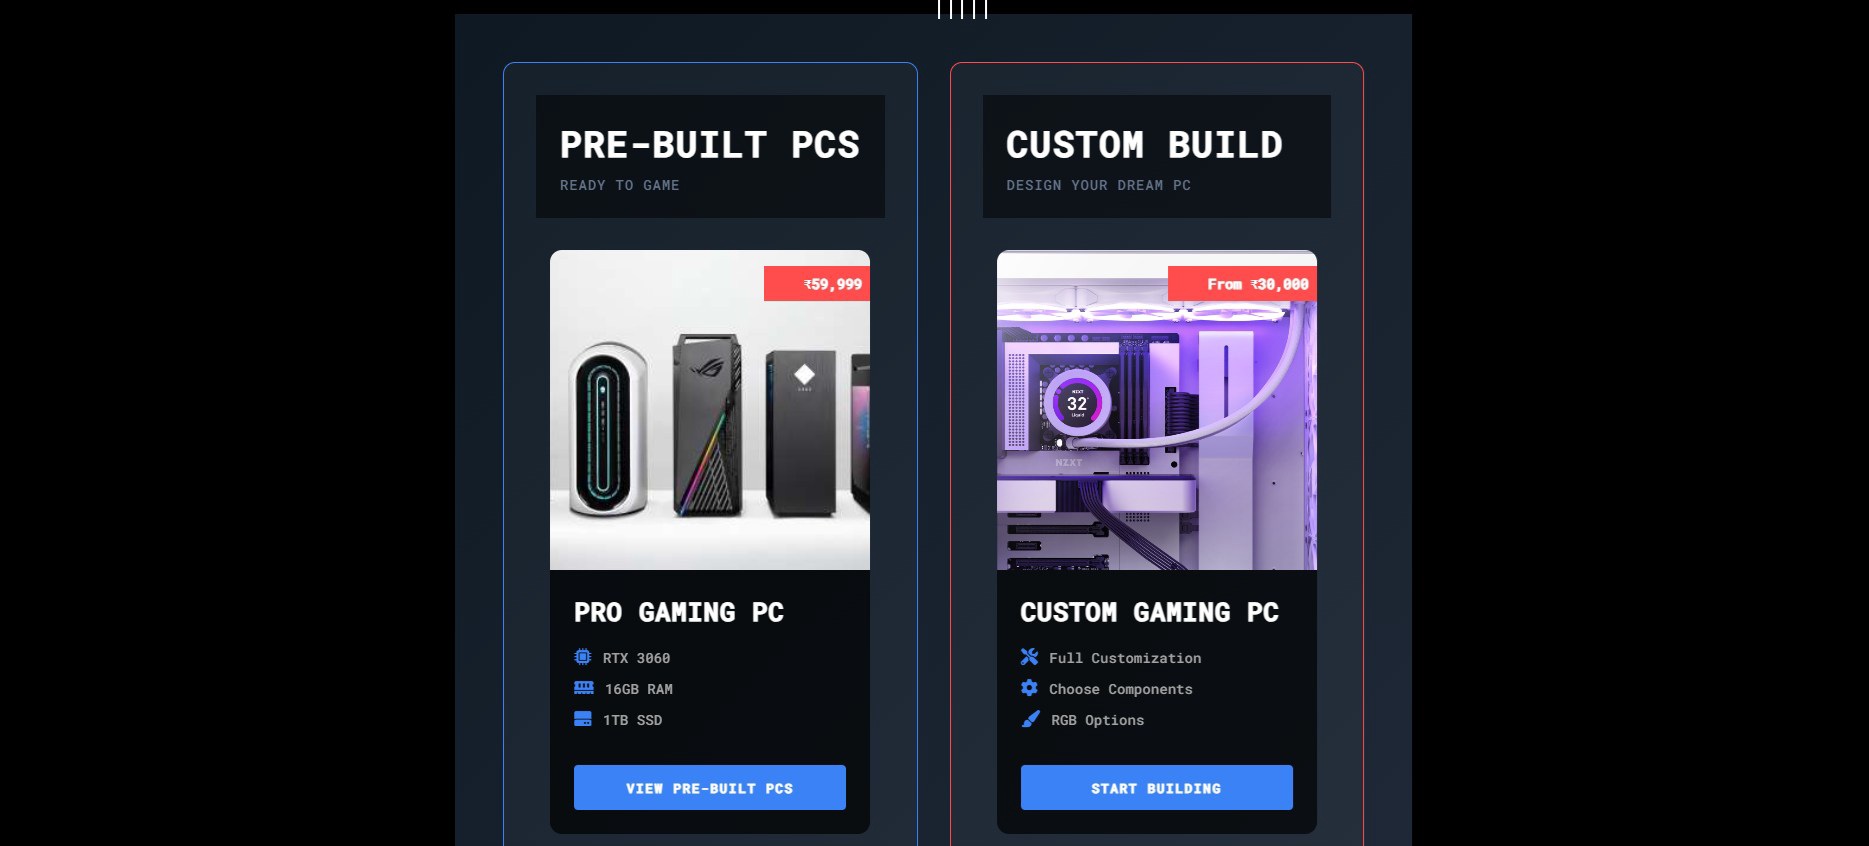 PRE-BUILT PCS
READY TO GAME
₹59,999
PRO GAMING PC
RTX 3060
16GB RAM
1TB SSD
VIEW PRE-BUILT PCS
CUSTOM BUILD
DESIGN YOUR DREAM PC
From ₹30,000
NZXT
32°
Liquid
NZXT
CUSTOM GAMING PC
Full Customization
Choose Components
RGB Options
START BUILDING